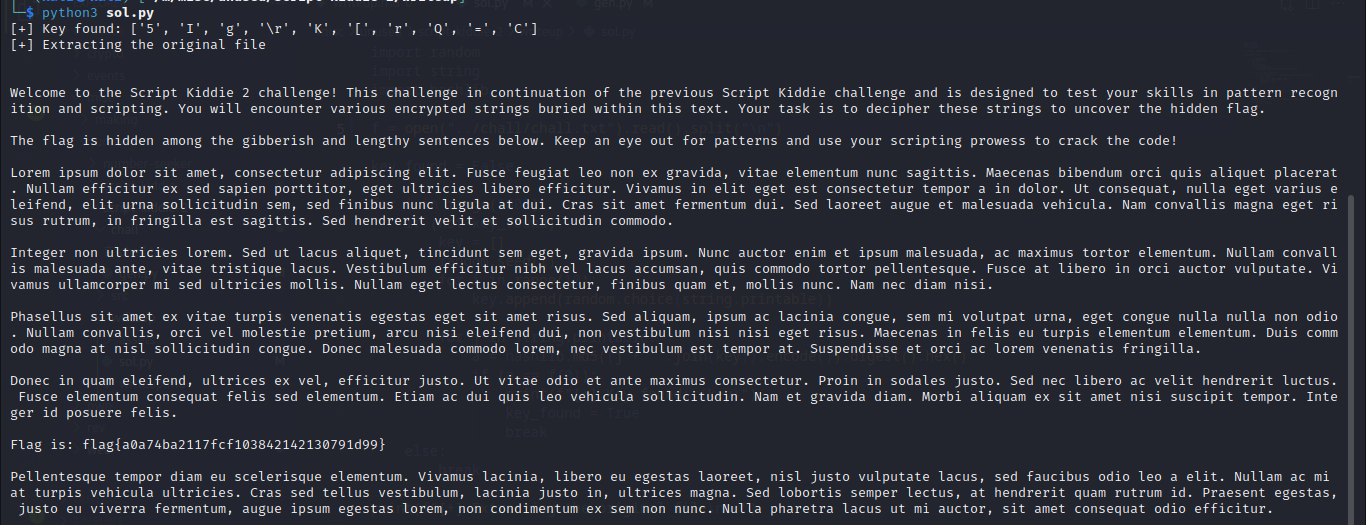 └─$ python3 sol.py
[+] Key found: ['5', 'I', 'g', '\r', 'K', '[', 'r', 'Q', '=', 'C']
[+] Extracting the original file
Welcome to the Script Kiddie 2 challenge! This challenge in continuation of the previous Script Kiddie challenge and is designed to test your skills in pattern recogn
ition and scripting. You will encounter various encrypted strings buried within this text. Your task is to decipher these strings to uncover the hidden flag.
The flag is hidden among the gibberish and lengthy sentences below. Keep an eye out for patterns and use your scripting prowess to crack the code!
Lorem ipsum dolor sit amet, consectetur adipiscing elit. Fusce feugiat leo non ex gravida, vitae elementum nunc sagittis. Maecenas bibendum orci quis aliquet placerat
. Nullam efficitur ex sed sapien porttitor, eget ultricies libero efficitur. Vivamus in elit eget est consectetur tempor a in dolor. Ut consequat, nulla eget varius e
leifend, elit urna sollicitudin sem, sed finibus nunc ligula at dui. Cras sit amet fermentum dui. Sed laoreet augue et malesuada vehicula. Nam convallis magna eget ri
sus rutrum, in fringilla est sagittis. Sed hendrerit velit et sollicitudin commodo.
Integer non ultricies lorem. Sed ut lacus aliquet, tincidunt sem eget, gravida ipsum. Nunc auctor enim et ipsum malesuada, ac maximus tortor elementum. Nullam convall
is malesuada ante, vitae tristique lacus. Vestibulum efficitur nibh vel lacus accumsan, quis commodo tortor pellentesque. Fusce at libero in orci auctor vulputate. Vi
vamus ullamcorper mi sed ultricies mollis. Nullam eget lectus consectetur, finibus quam et, mollis nunc. Nam nec diam nisi.
Phasellus sit amet ex vitae turpis venenatis egestas eget sit amet risus. Sed aliquam, ipsum ac lacinia congue, sem mi volutpat urna, eget congue nulla nulla non odio
. Nullam convallis, orci vel molestie pretium, arcu nisi eleifend dui, non vestibulum nisi nisi eget risus. Maecenas in felis eu turpis elementum elementum. Duis comm
odo magna at nisl sollicitudin congue. Donec malesuada commodo lorem, nec vestibulum est tempor at. Suspendisse et orci ac lorem venenatis fringilla.
Donec in quam eleifend, ultrices ex vel, efficitur justo. Ut vitae odio et ante maximus consectetur. Proin in sodales justo. Sed nec libero ac velit hendrerit luctus.
Fusce elementum consequat felis sed elementum. Etiam ac dui quis leo vehicula sollicitudin. Nam et gravida diam. Morbi aliquam ex sit amet nisi suscipit tempor. Inte
ger id posuere felis.
Flag is: flag{a0a74ba2117fcf103842142130791d99}
Pellentesque tempor diam eu scelerisque elementum. Vivamus lacinia, libero eu egestas laoreet, nisl justo vulputate lacus, sed faucibus odio leo a elit. Nullam ac mi
at turpis vehicula ultricies. Cras sed tellus vestibulum, lacinia justo in, ultrices magna. Sed lobortis semper lectus, at hendrerit quam rutrum id. Praesent egestas,
justo eu viverra fermentum, augue ipsum egestas lorem, non condimentum ex sem non nunc. Nulla pharetra lacus ut mi auctor, sit amet consequat odio efficitur.